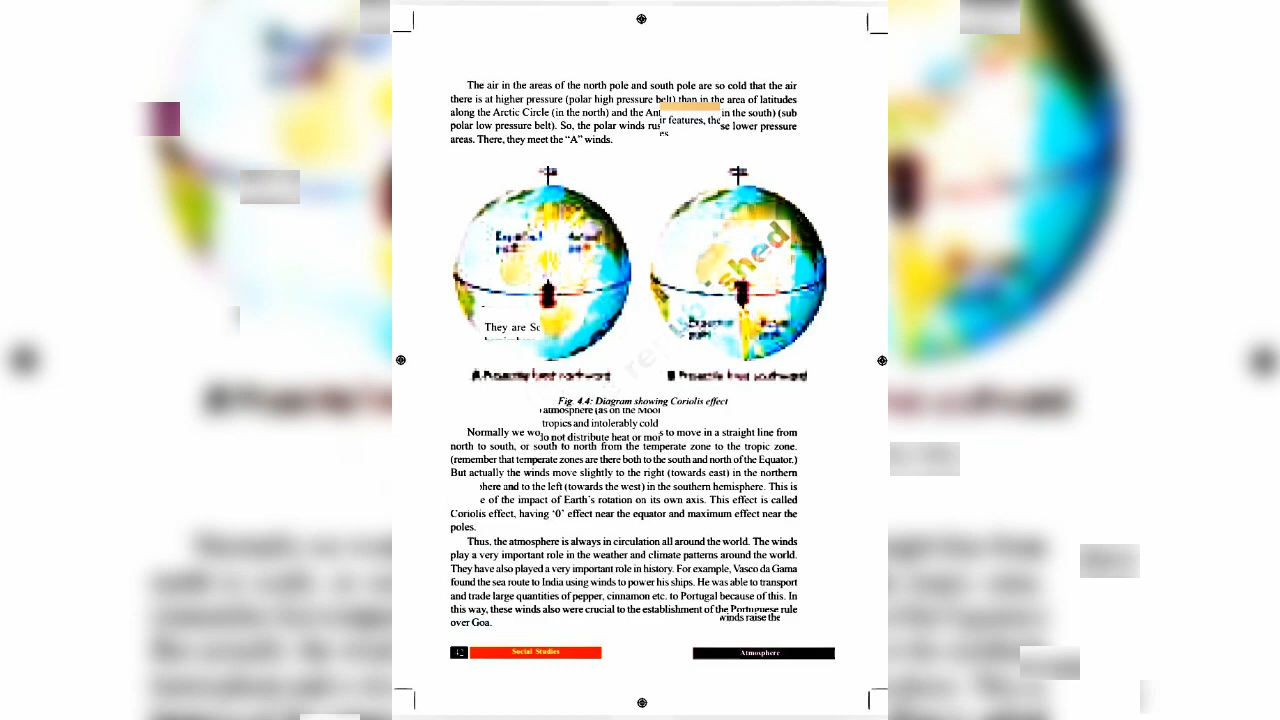 The air in the areas of the north pole and south pole are so cold that the air
there is at higher pressure (polar high pressure belt) than in the area of latitudes
along the Arctic Circle (in the north) and the in the south) (sub
r features, the
polar low pressure belt). So, the polar winds lower pressure
es
areas. There, they meet the “A” winds.
They are
Fig. 4.4: Diagram showing Coriolis effect
atmosphere (as on the
tropics and intolerably cold
Normally we to move in a straight line from
do not distribute heat or
north to south, or south to north from the temperate zone to the tropic zone.
(remember that temperate zones are there both to the south and north of the Equator.)
But actually the winds move slightly to the right (towards east) in the northern
and to the left (towards the west) in the southern hemisphere. This is
of the impact of Earth’s rotation on its own axis. This effect is called
Coriolis effect, having ‘0’ effect near the equator and maximum effect near the
poles.
Thus, the atmosphere is always in circulation all around the world. The winds
play a very important role in the weather and climate patterns around the world.
They have also played a very important role in history. For example, Vasco da Gama
found the sea route to India using winds to power his ships. He was able to transport
and trade large quantities of pepper, cinnamon etc. to Portugal because of this. In
this way, these winds also were crucial to the establishment of the Portuguese rule
winds raise the
over Goa.
Social Studies
Atmosphere